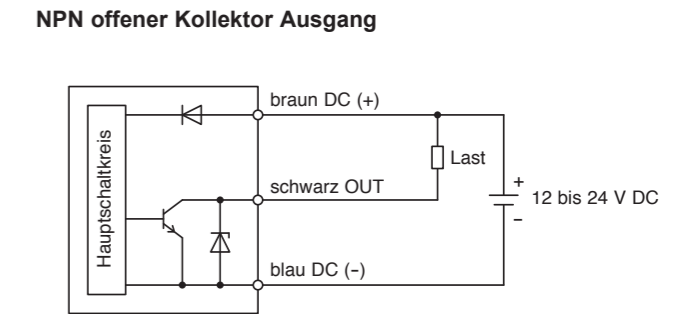 NPN offener Kollektor Ausgang
braun DC (+)
Hauptschaltkreis
Last
schwarz OUT
+
12 bis 24 V DC
−
blau DC (−)